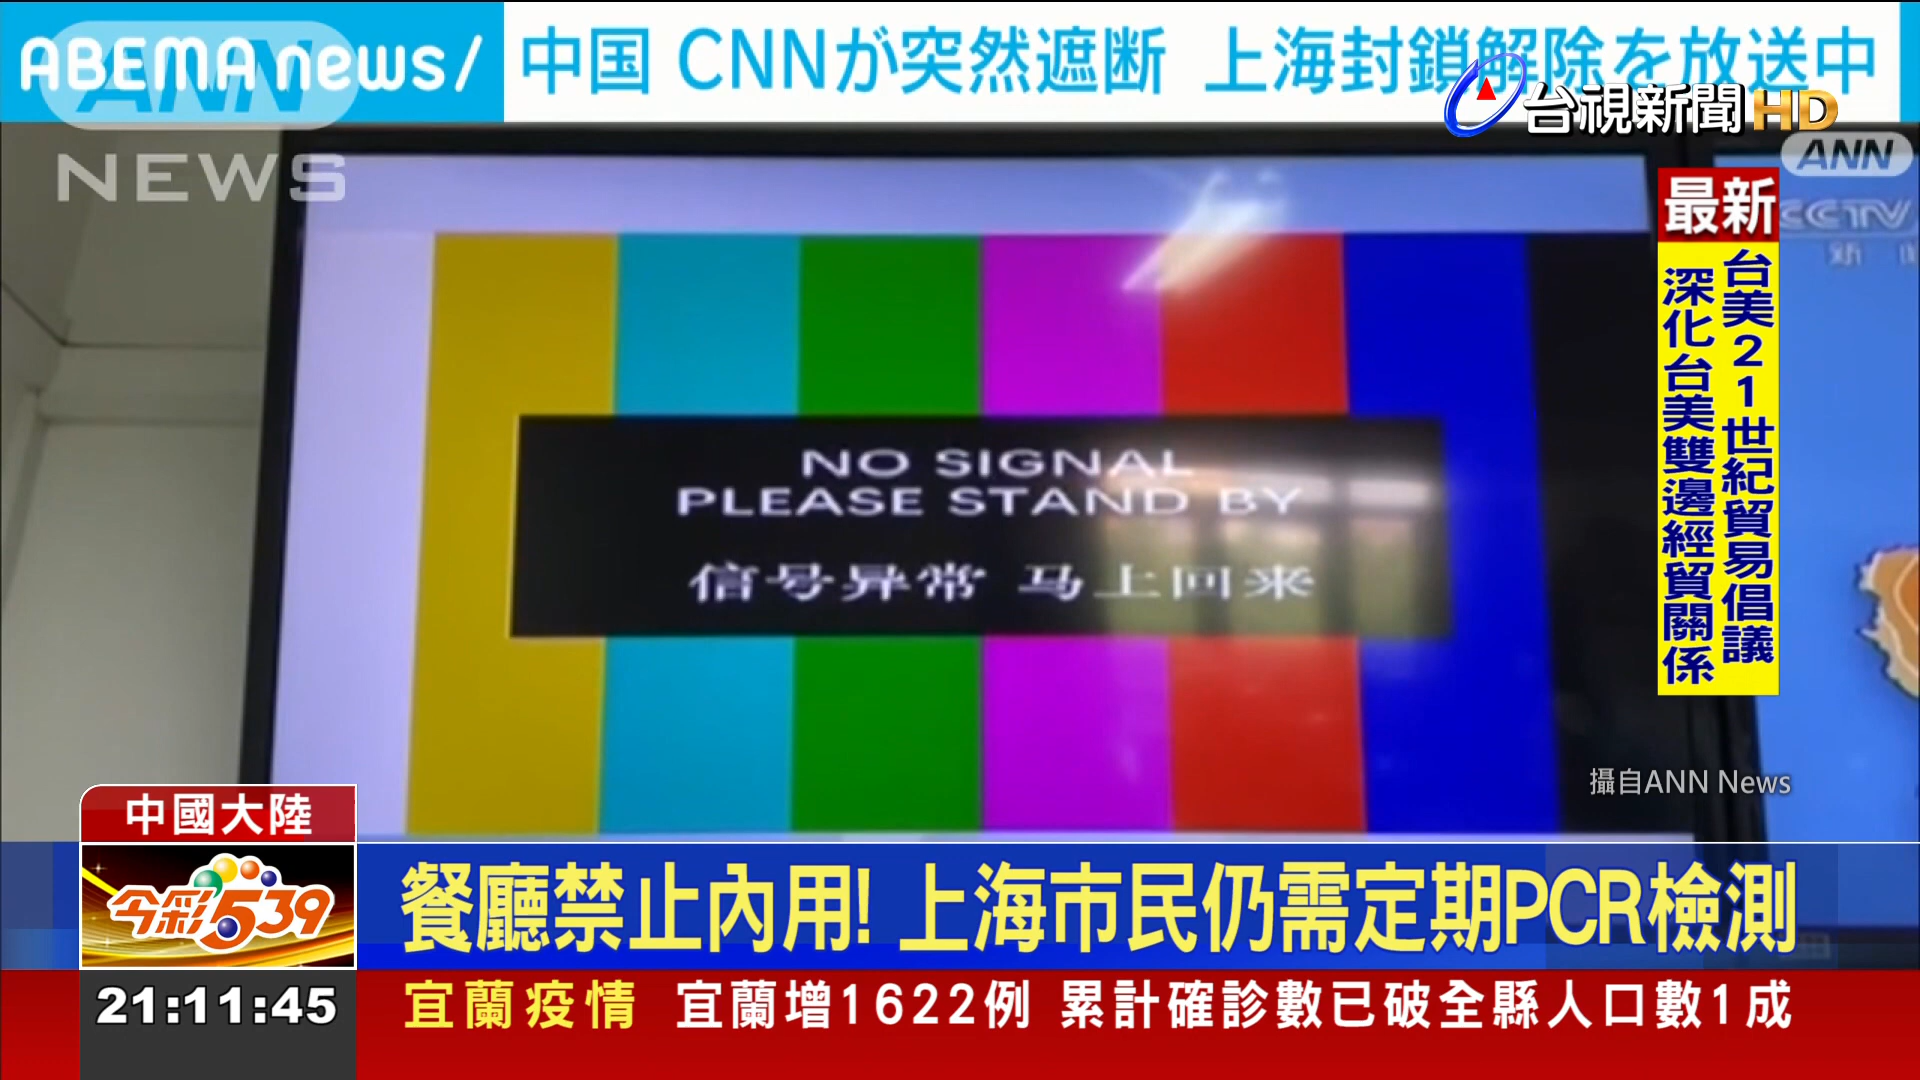 ABEMA news/
中国 CNNが突然遮断 上海封鎖解除を放送中
ANN
NEWS
台視新聞HD
ANN
CCTV
最新
台美21世紀貿易倡議
深化台美雙邊經貿關係
NO SIGNAL
PLEASE STAND BY
信号异常 马上回来
攝自ANN News
中國大陸
今彩539
餐廳禁止內用! 上海市民仍需定期PCR檢測
21:11:45
宜蘭疫情 宜蘭增1622例 累計確診數已破全縣人口數1成